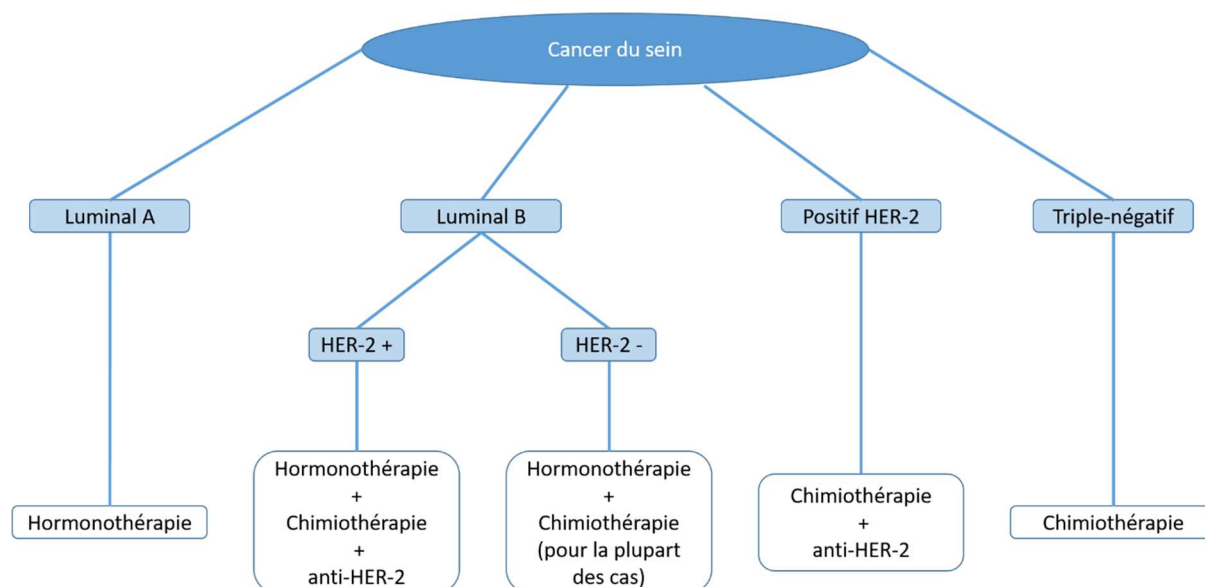 Cancer du sein
Luminal A
Luminal B
Positif HER-2
Triple-négatif
HER-2 +
HER-2 -
Hormonothérapie
Hormonothérapie
+
Chimiothérapie
+
anti-HER-2
Hormonothérapie
+
Chimiothérapie
(pour la plupart
des cas)
Chimiothérapie
+
anti-HER-2
Chimiothérapie